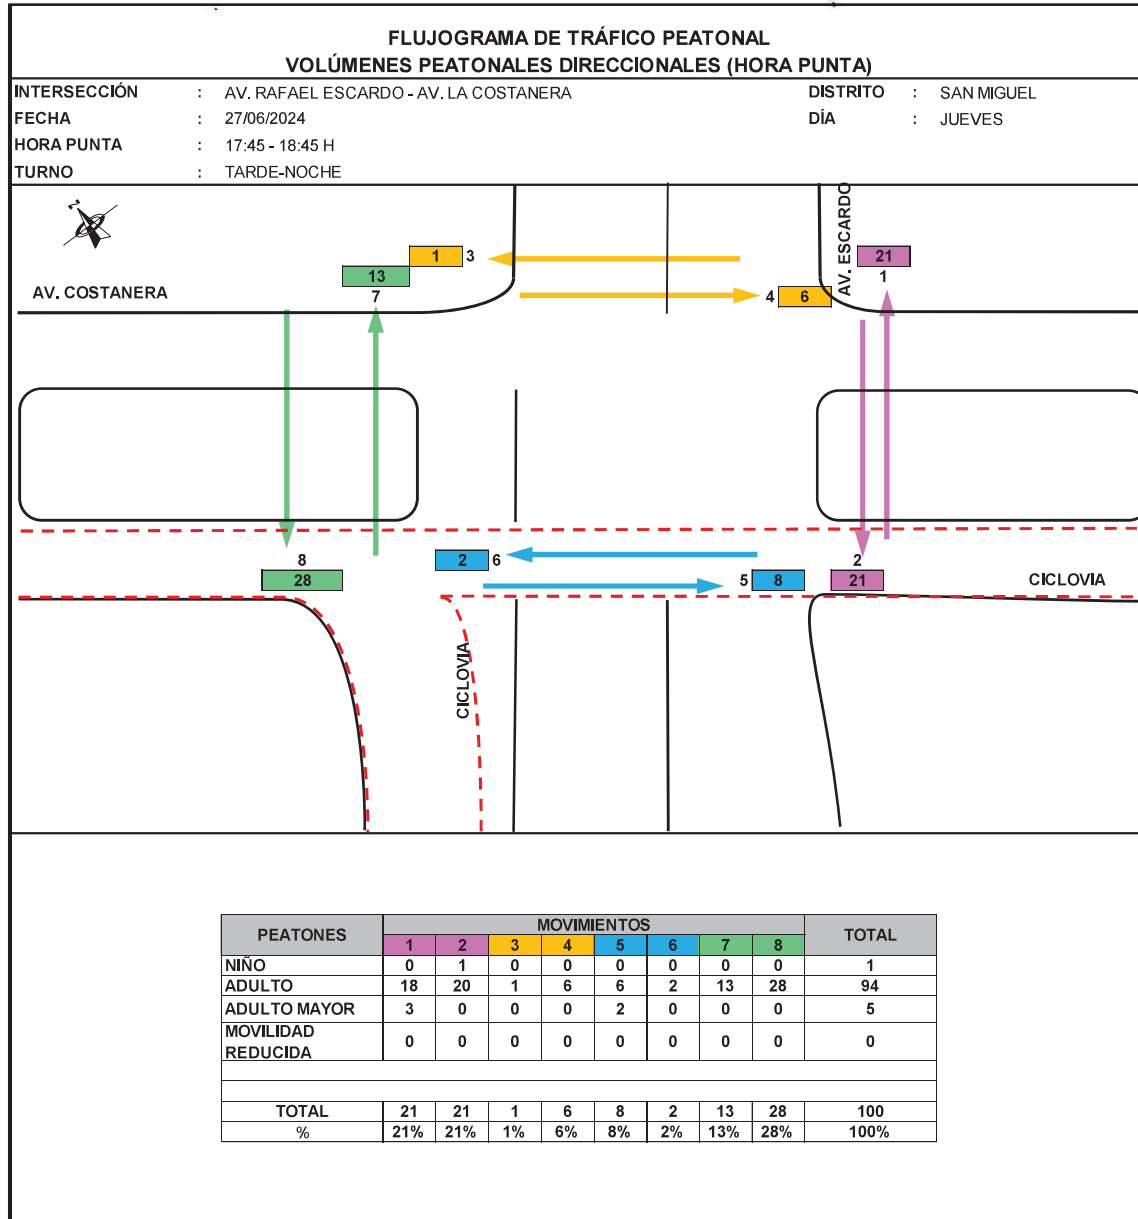 FLUJOGRAMA DE TRÁFICO PEATONAL
VOLÚMENES PEATONALES DIRECCIONALES (HORA PUNTA)
INTERSECCIÓN : AV. RAFAEL ESCARDO - AV. LA COSTANERA DISTRITO : SAN MIGUEL
FECHA : 27/06/2024 DÍA : JUEVES
HORA PUNTA : 17:45 - 18:45 H
TURNO : TARDE-NOCHE
N
AV. ESCARDO
1 3 21
13 1
AV. COSTANERA
7 4 6
8 2 6 2
28 5 8 21 CICLOVIA
CICLOVIA
PEATONES MOVIMIENTOS TOTAL
1 2 3 4 5 6 7 8
NIÑO 0 1 0 0 0 0 0 0 1
ADULTO 18 20 1 6 6 2 13 28 94
ADULTO MAYOR 3 0 0 0 2 0 0 0 5
MOVILIDAD
REDUCIDA 0 0 0 0 0 0 0 0 0
TOTAL 21 21 1 6 8 2 13 28 100
% 21% 21% 1% 6% 8% 2% 13% 28% 100%